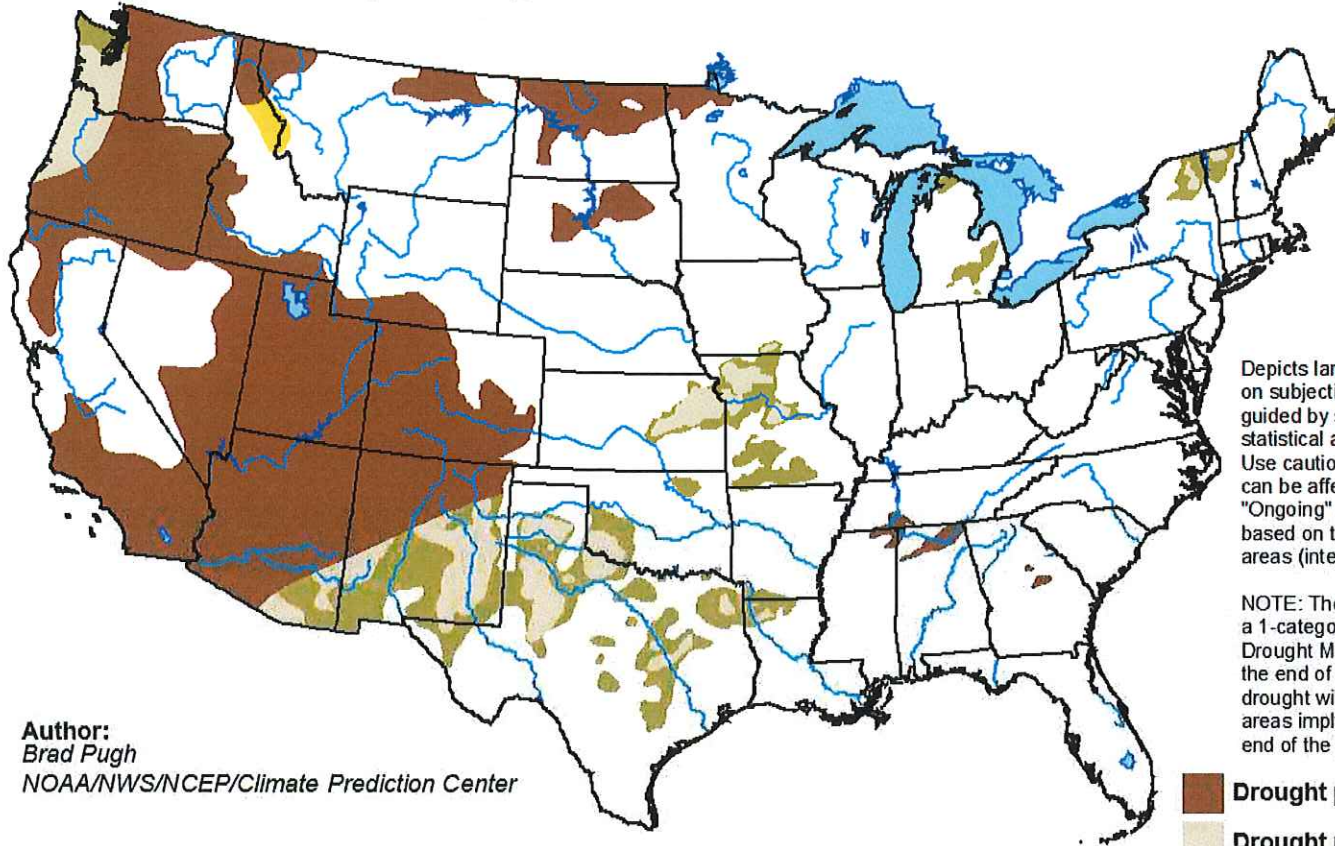 Depicts lar
on subjecti
guided by
statistical a
Use cautio
can be affe
"Ongoing"
based on t
areas (inte
NOTE: The
a 1-catego
Drought M
the end of
drought wi
areas impl
end of the
Author:
Brad Pugh
NOAA/NWS/NCEP/Climate Prediction Center
Drought
Drought